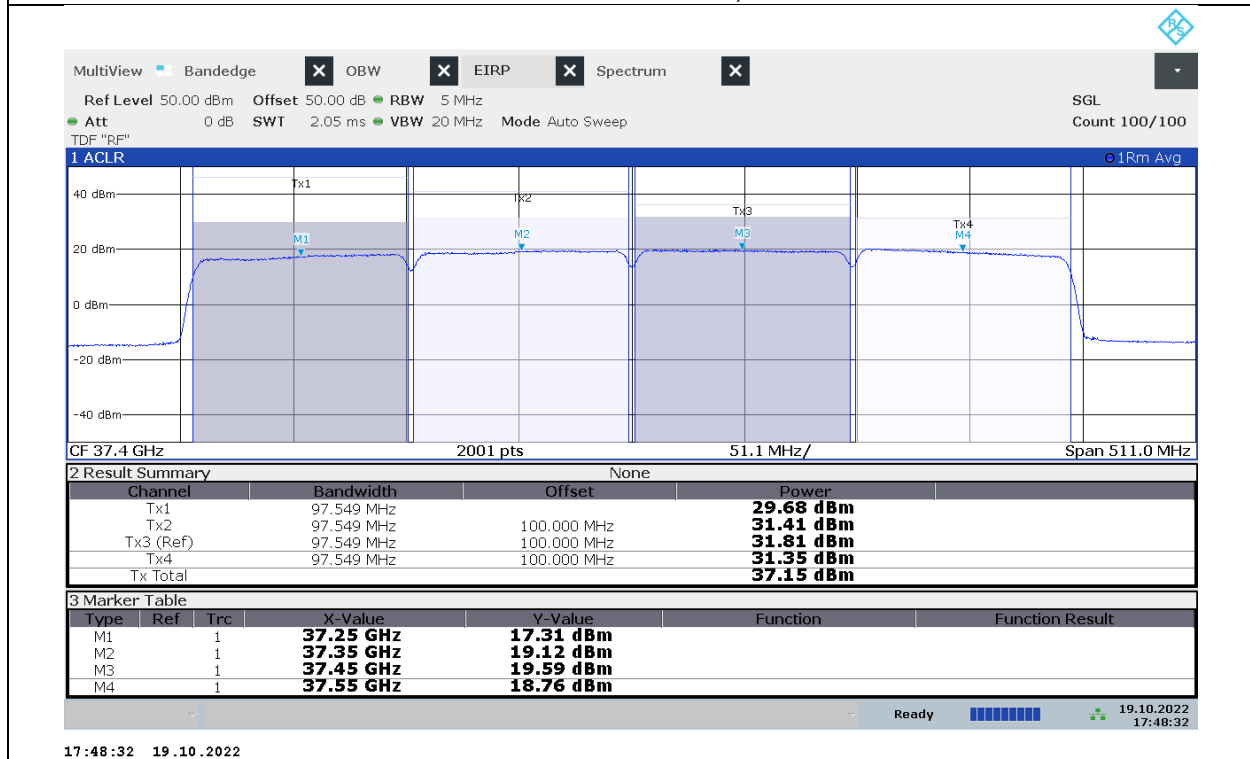 R&S
MultiView Bandedge X OBW X EIRP X Spectrum X
Ref Level 50.00 dBm Offset 50.00 dB RBW 5 MHz SGL
Att 0 dB SWT 2.05 ms VBW 20 MHz Mode Auto Sweep Count 100/100
TDF "RF"
1 ACLR 1Rm Avg
Tx1
40 dBm
Tx2
Tx3
Tx4
M1
M2
M3
M4
20 dBm
0 dBm
-20 dBm
-40 dBm
CF 37.4 GHz 2001 pts 51.1 MHz/ Span 511.0 MHz
2 Result Summary None
Channel Bandwidth Offset Power
Tx1 97.549 MHz 29.68 dBm
Tx2 97.549 MHz 100.000 MHz 31.41 dBm
Tx3 (Ref) 97.549 MHz 100.000 MHz 31.81 dBm
Tx4 97.549 MHz 100.000 MHz 31.35 dBm
Tx Total 37.15 dBm
3 Marker Table
Type Ref Trc X-Value Y-Value Function Function Result
M1 1 37.25 GHz 17.31 dBm
M2 1 37.35 GHz 19.12 dBm
M3 1 37.45 GHz 19.59 dBm
M4 1 37.55 GHz 18.76 dBm
Ready 19.10.2022
17:48:32
17:48:32 19.10.2022